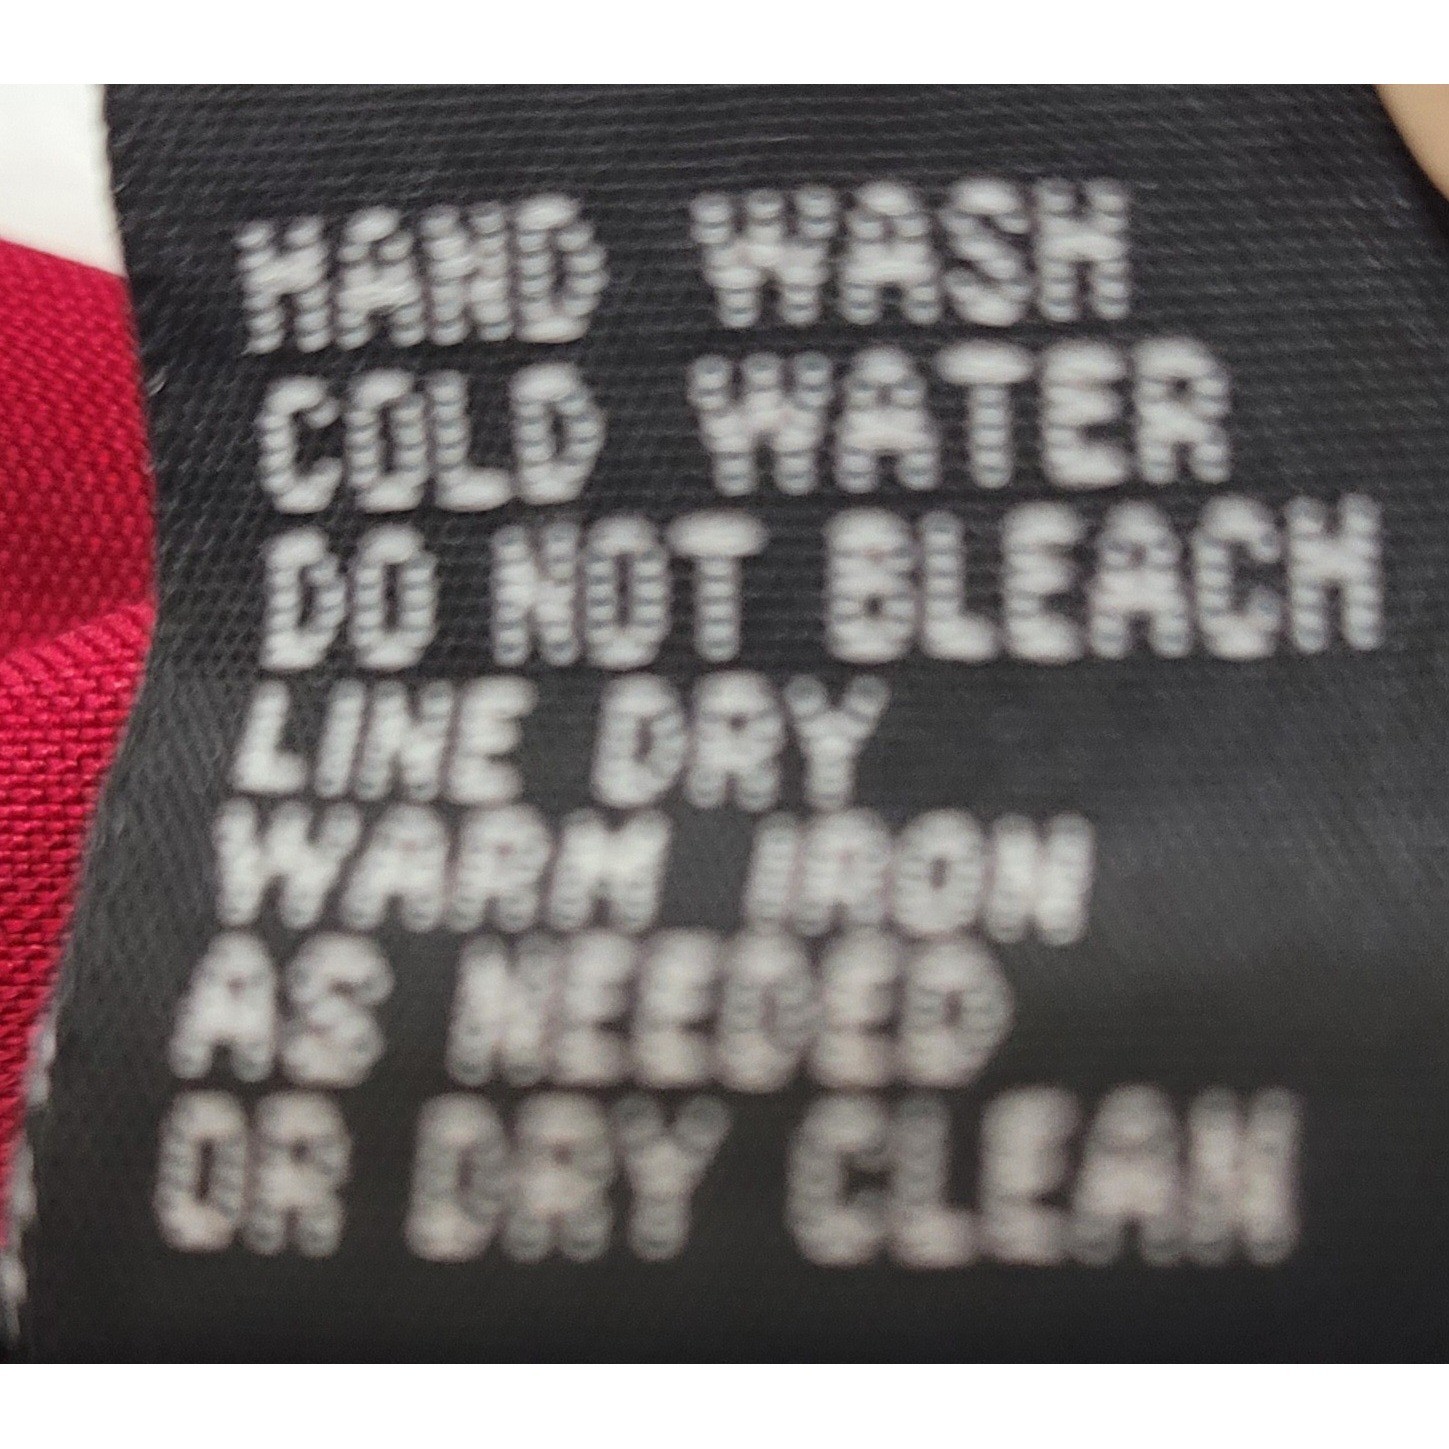 HAND WASH
COLD WATER
DO NOT BLEACH
LINE DRY
WARM IRON
AS NEEDED
OR DRY CLEAN